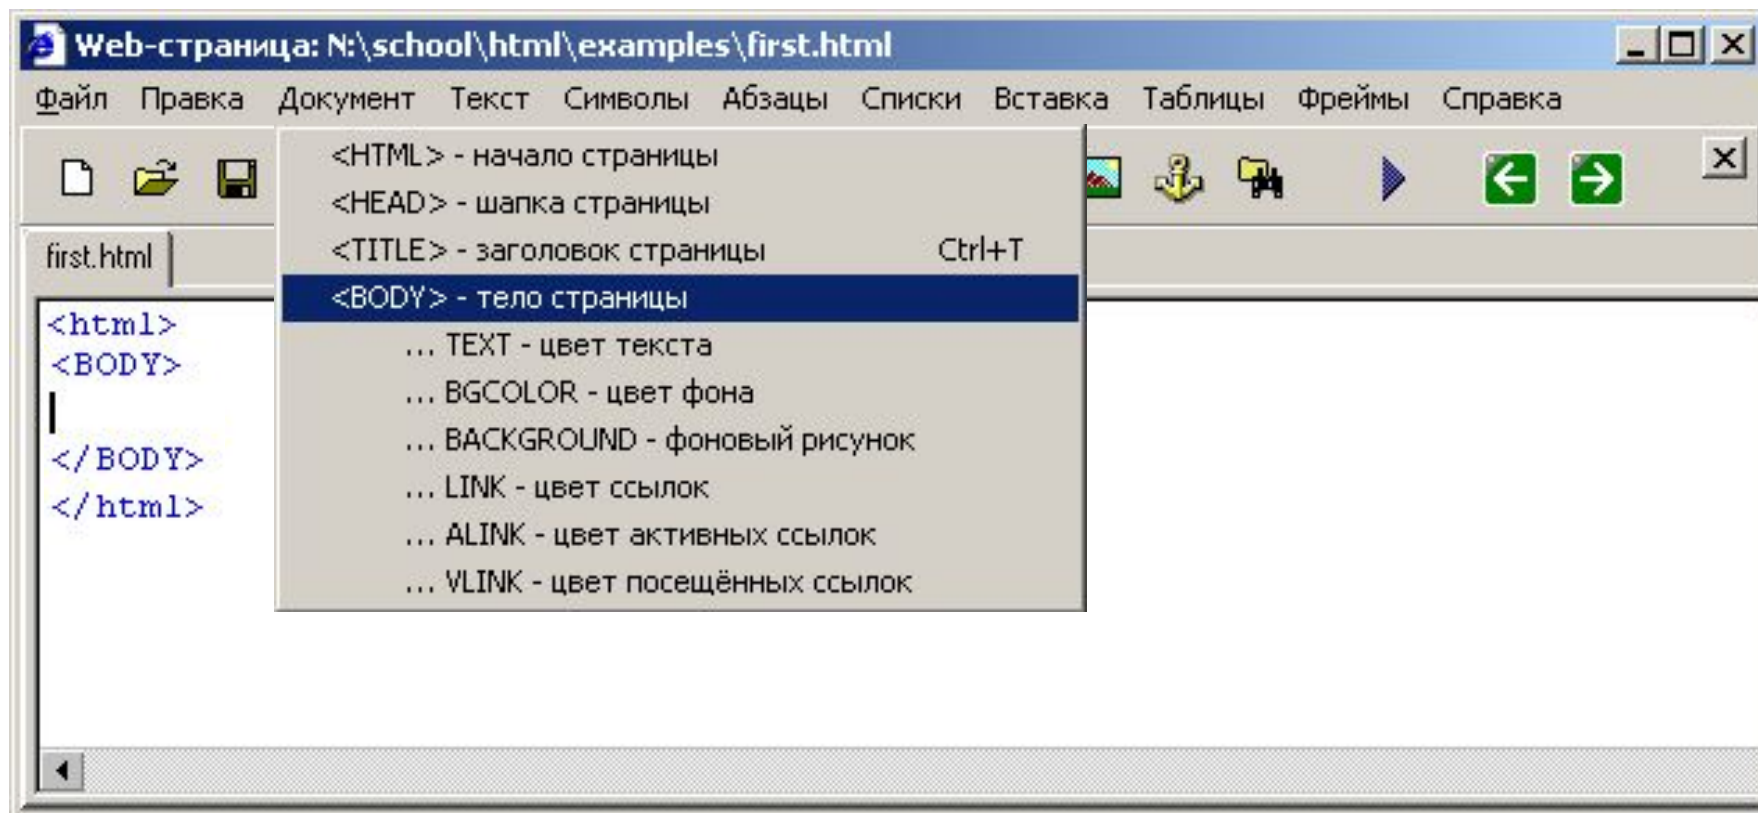 Web-страница: N:\school\html\examples\first.html
Файл Правка Документ Текст Символы Абзацы Списки Вставка Таблицы Фреймы Справка
<HTML> - начало страницы
<HEAD> - шапка страницы
<TITLE> - заголовок страницы Ctrl+T
<BODY> - тело страницы
... TEXT - цвет текста
... BGCOLOR - цвет фона
... BACKGROUND - фоновый рисунок
... LINK - цвет ссылок
... ALINK - цвет активных ссылок
... VLINK - цвет посещённых ссылок
first.html
<html>
<BODY>
</BODY>
</html>